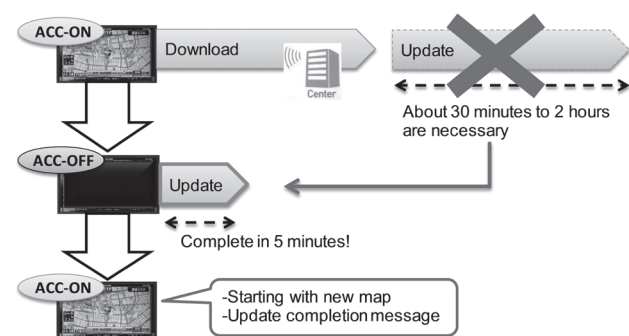 ACC-ON
Download
Center
Update
About 30 minutes to 2 hours
are necessary
ACC-OFF
Update
Complete in 5 minutes!
ACC-ON
-Starting with new map
-Update completion message